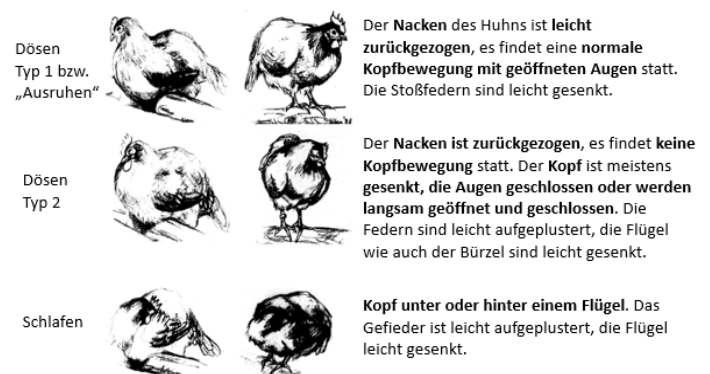 Dösen
Typ 1 bzw.
„Ausruhen“
Der Nacken des Huhns ist leicht
zurückgezogen, es findet eine normale
Kopfbewegung mit geöffneten Augen statt.
Die Stoßfedern sind leicht gesenkt.
Dösen
Typ 2
Der Nacken ist zurückgezogen, es findet keine
Kopfbewegung statt. Der Kopf ist meistens
gesenkt, die Augen geschlossen oder werden
langsam geöffnet und geschlossen. Die
Federn sind leicht aufgeplustert, die Flügel
wie auch der Bürzel sind leicht gesenkt.
Schlafen
Kopf unter oder hinter einem Flügel. Das
Gefieder ist leicht aufgeplustert, die Flügel
leicht gesenkt.